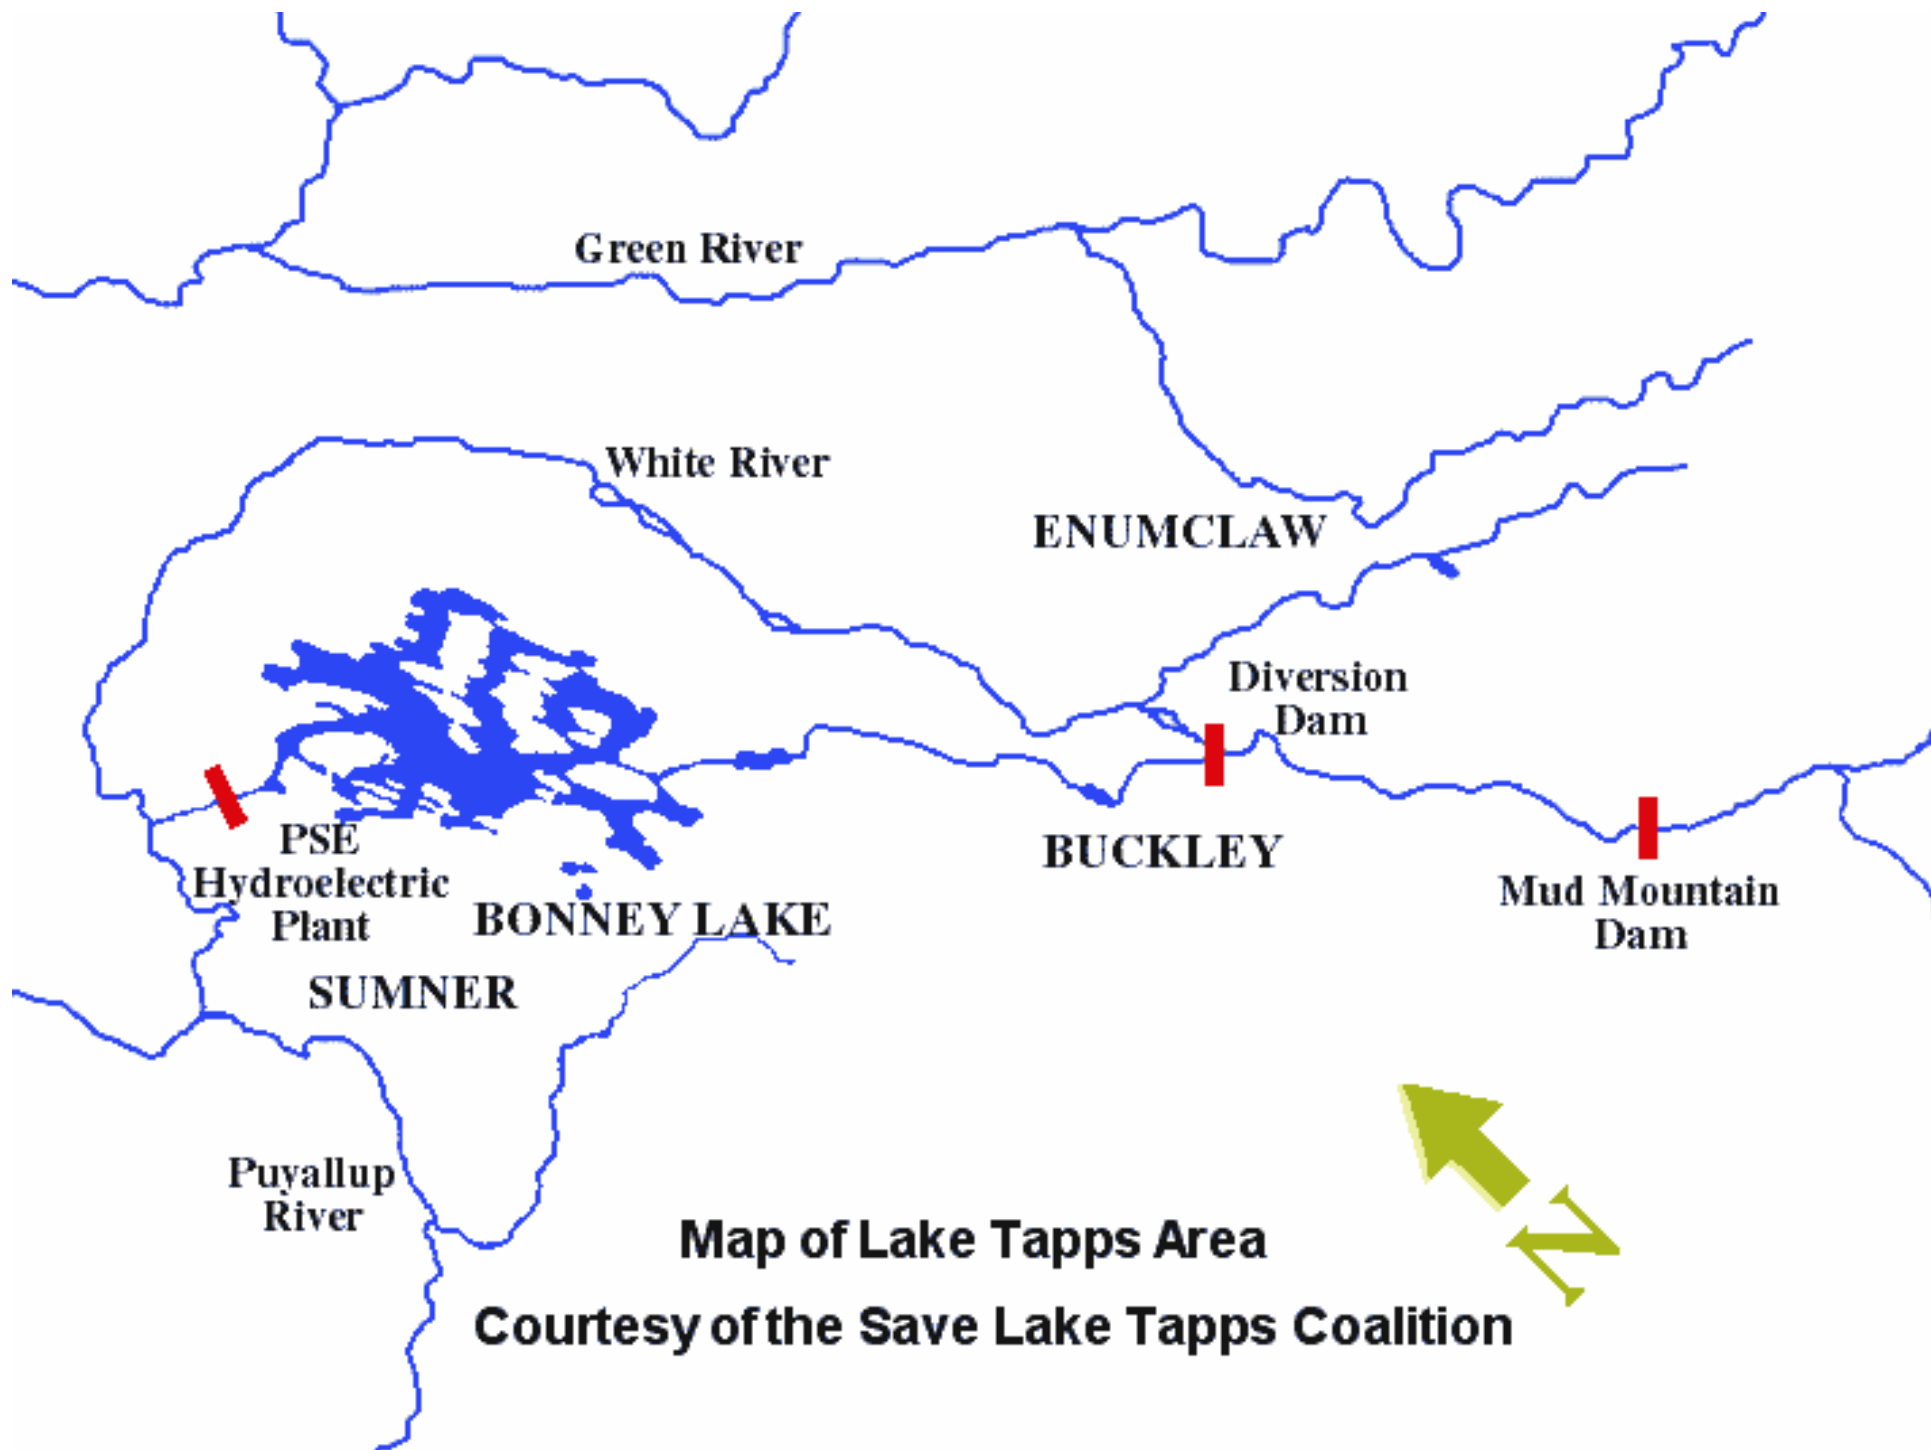 Green River
White River
ENUMCLAW
Diversion
Dam
PSE
Hydroelectric
Plant
BUCKLEY
Mud Mountain
Dam
BONNEY LAKE
SUMNER
Puyallup
River
N
Map of Lake Tapps Area
Courtesy of the Save Lake Tapps Coalition